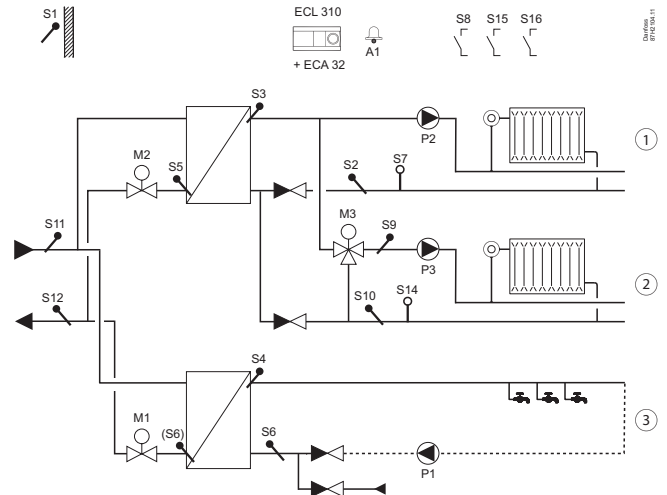 S1
ECL 310
+ ECA 32
A1
S8 S15 S16
Danfoss
87H2104.11
S3
M2
S5
P2
S2
S7
1
S11
M3
S9
P3
S12
S10
S14
2
S4
M1
(S6)
S6
P1
3